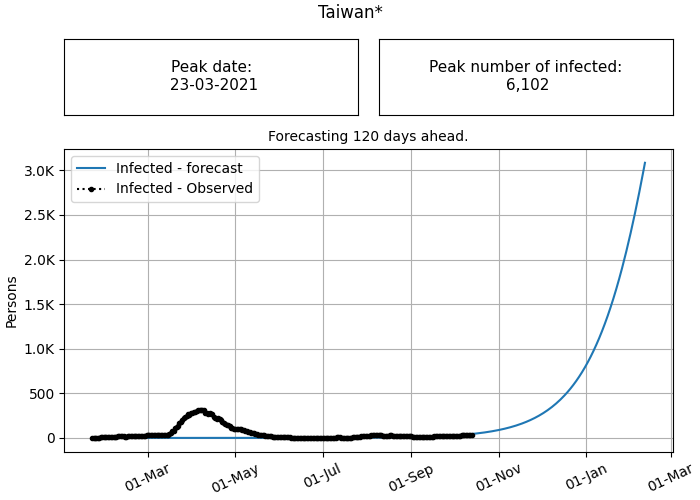 Taiwan*
Peak date:
23-03-2021
Peak number of infected:
6,102
Forecasting 120 days ahead.
Infected - forecast
Infected - Observed
3.0K
2.5K
2.0K
1.5K
1.0K
500
0
Persons
01-Mar
01-May
01-Jul
01-Sep
01-Nov
01-Jan
01-Mar